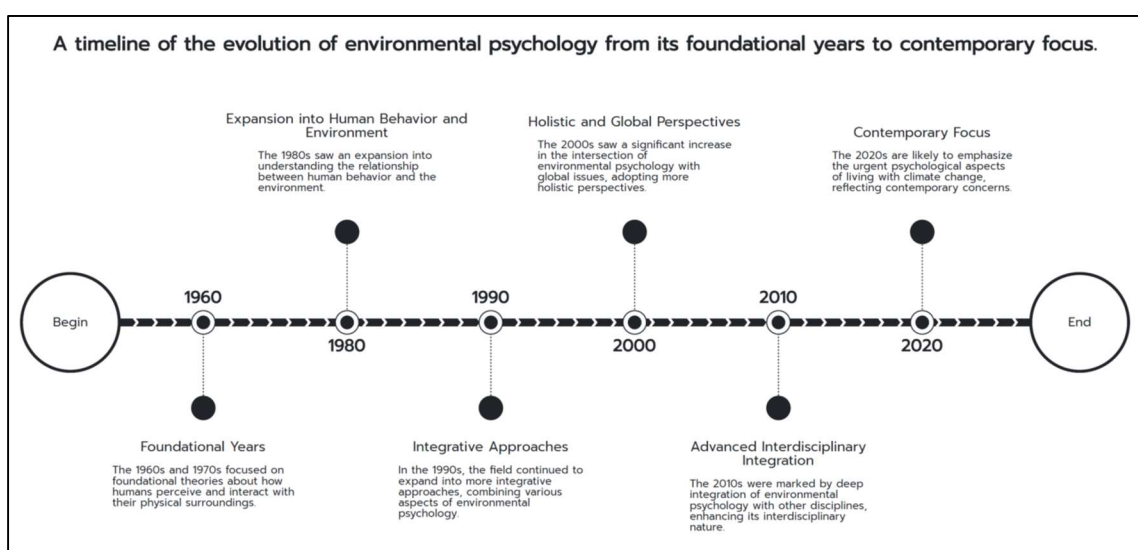 A timeline of the evolution of environmental psychology from its foundational years to contemporary focus.
Expansion into Human Behavior and
Environment
The 1980s saw an expansion into
understanding the relationship
between human behavior and the
environment.
Holistic and Global Perspectives
The 2000s saw a significant increase
in the intersection of
environmental psychology with
global issues, adopting more
holistic perspectives.
Contemporary Focus
The 2020s are likely to emphasize
the urgent psychological aspects
of living with climate change,
reflecting contemporary concerns.
Begin
1960
1980
1990
2000
2010
2020
End
Foundational Years
The 1960s and 1970s focused on
foundational theories about how
humans perceive and interact with
their physical surroundings.
Integrative Approaches
In the 1990s, the field continued to
expand into more integrative
approaches, combining various
aspects of environmental
psychology.
Advanced Interdisciplinary
Integration
The 2010s were marked by deep
integration of environmental
psychology with other disciplines,
enhancing its interdisciplinary
nature.